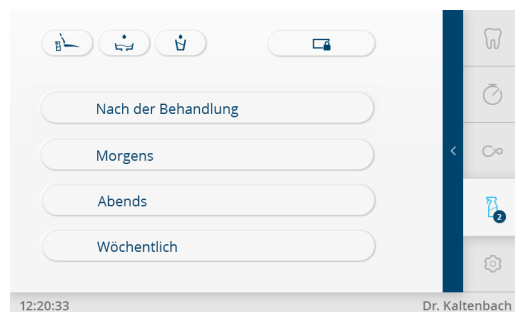 Nach der Behandlung
Morgens
Abends
2
Wöchentlich
12:20:33 Dr. Kaltenbach